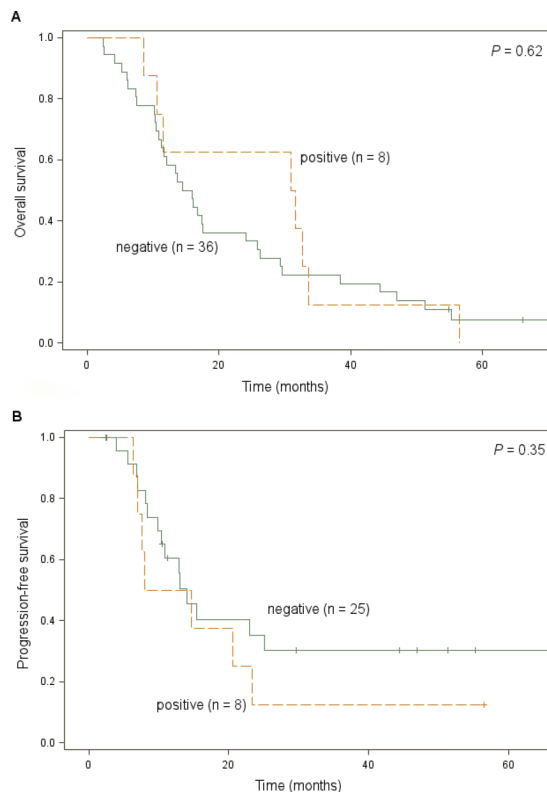 A
1.0
P = 0.62
0.8
0.6
positive (n = 8)
Overall survival
0.4
negative (n = 36)
0.2
0.0
0 20 40 60
Time (months)
B
1.0
P = 0.35
0.8
0.6
Progression-free survival
negative (n = 25)
0.4
0.2
positive (n = 8)
0.0
0 20 40 60
Time (months)